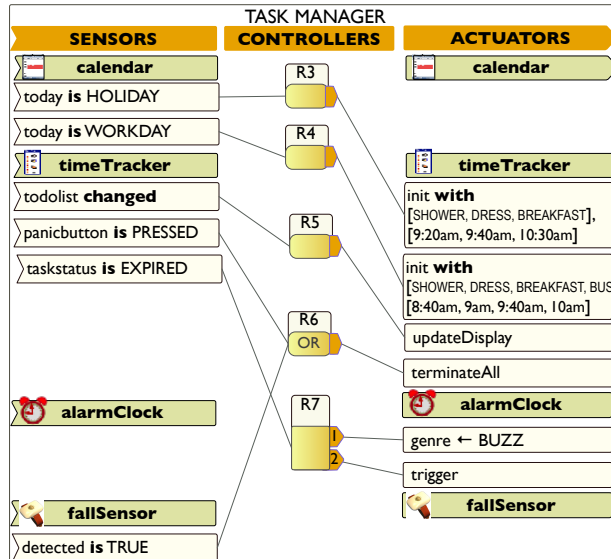 TASK MANAGER
SENSORS
CONTROLLERS
ACTUATORS
calendar
today is HOLIDAY
today is WORKDAY
timeTracker
todolist changed
panicbutton is PRESSED
taskstatus is EXPIRED
alarmClock
fallSensor
detected is TRUE
R3
R4
R5
R6
OR
R7
1
2
calendar
timeTracker
init with
[SHOWER, DRESS, BREAKFAST],
[9:20am, 9:40am, 10:30am]
init with
[SHOWER, DRESS, BREAKFAST, BUS
[8:40am, 9am, 9:40am, 10am]
updateDisplay
terminateAll
alarmClock
genre ← BUZZ
trigger
fallSensor